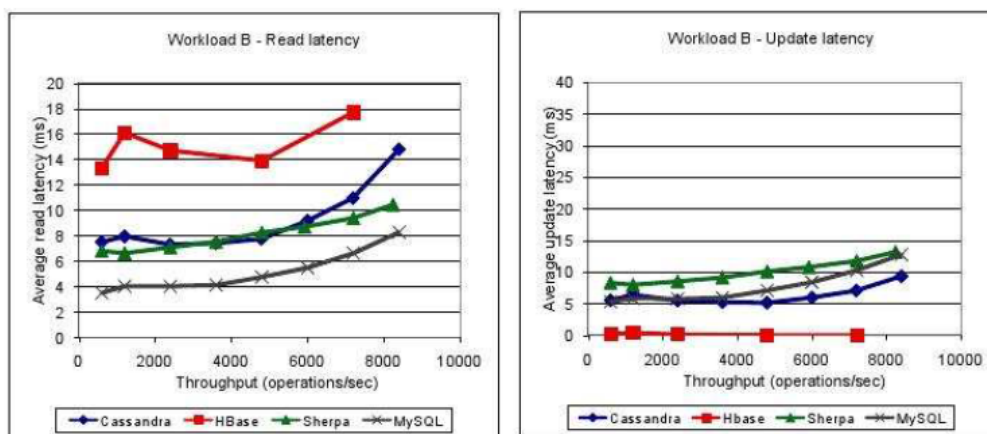 Workload B - Read latency
Average read latency (ms)
20
18
16
14
12
10
8
6
4
2
0
0 2000 4000 6000 8000 10000
Throughput (operations/sec)
Cassandra HBase Sherpa MySQL
Workload B - Update latency
Average update latency (ms)
40
35
30
25
20
15
10
5
0
0 2000 4000 6000 8000 10000
Throughput (operations/sec)
Cassandra Hbase Sherpa MySQL